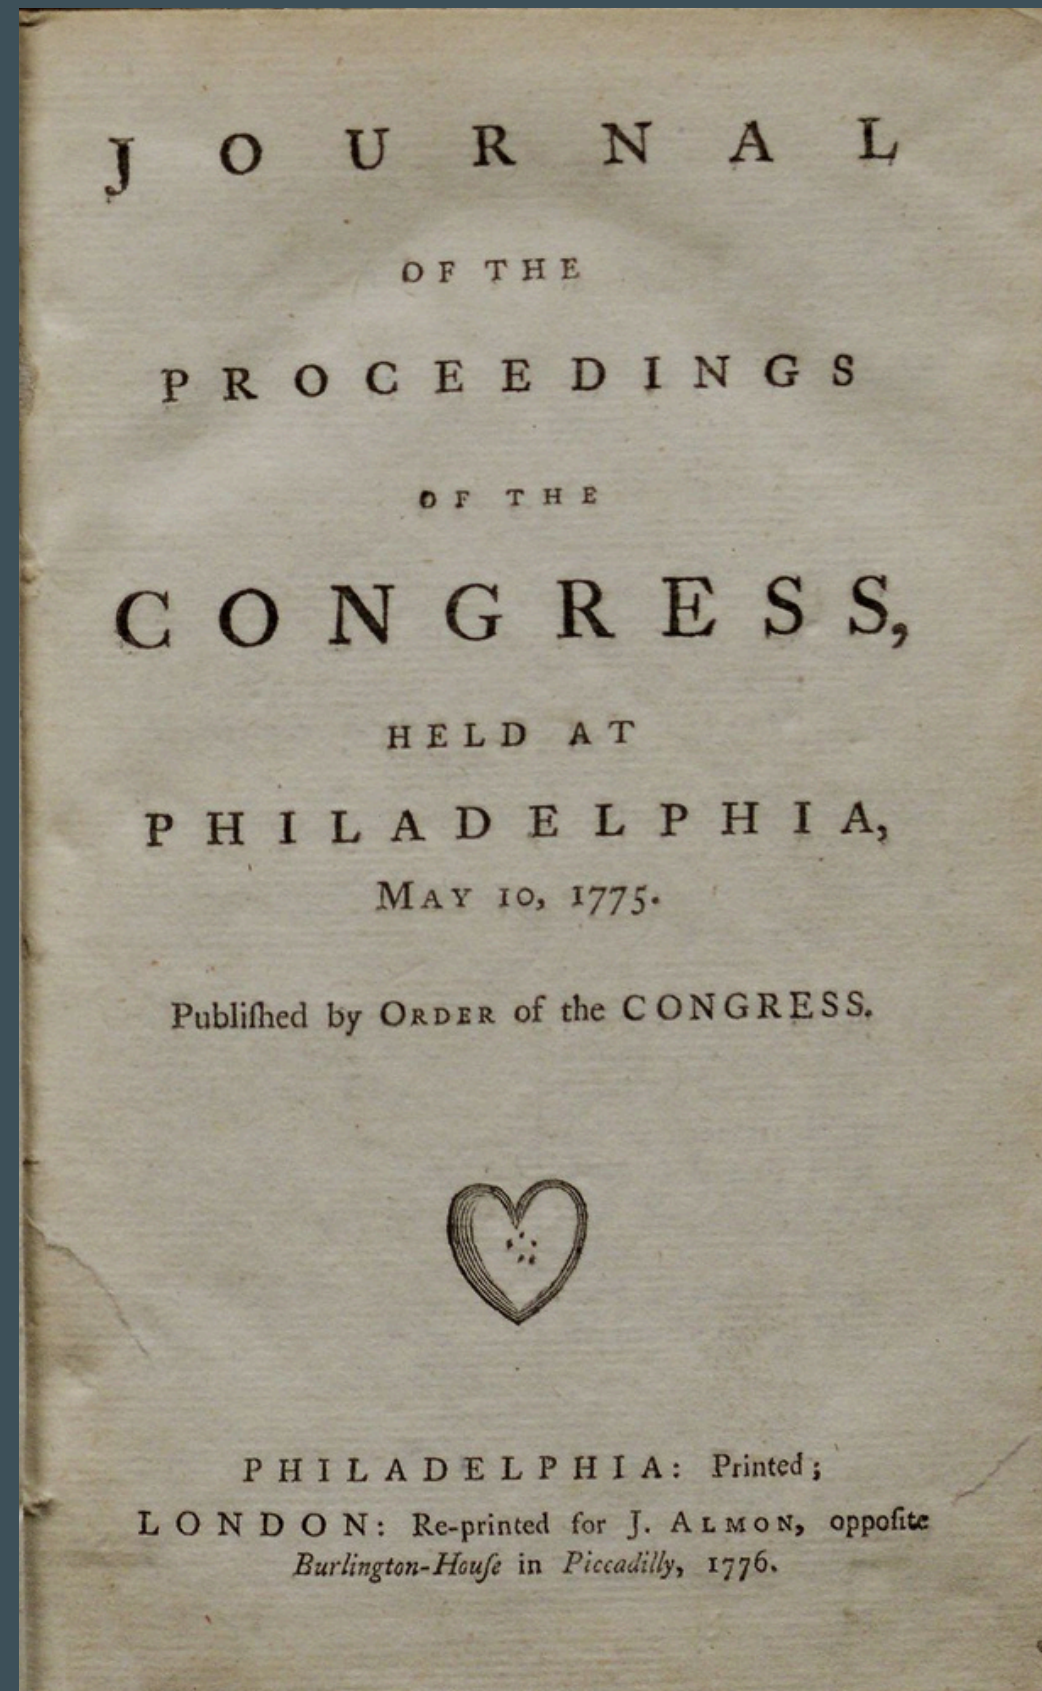 JOURNAL
OF THE
PROCEEDINGS
OF THE
CONGRESS,
HELD AT
PHILADELPHIA,
MAY 10, 1775.
Publiſhed by ORDER of the CONGRESS.
PHILADELPHIA: Printed;
LONDON: Re-printed for J. ALMON, oppoſite
Burlington-Houſe in Piccadilly, 1776.